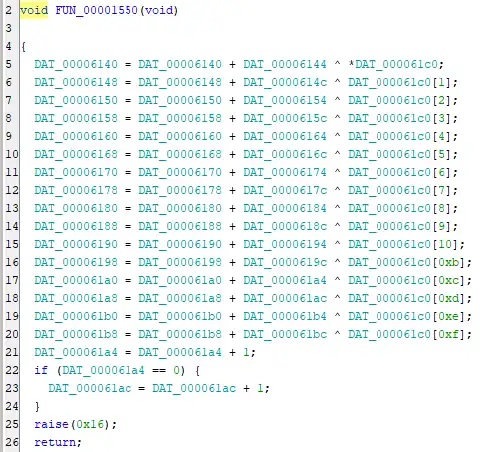 2 void FUN_00001550(void)
3
4 {
5 DAT_00006140 = DAT_00006140 + DAT_00006144 ^ *DAT_000061c0;
6 DAT_00006148 = DAT_00006148 + DAT_0000614c ^ DAT_000061c0[1];
7 DAT_00006150 = DAT_00006150 + DAT_00006154 ^ DAT_000061c0[2];
8 DAT_00006158 = DAT_00006158 + DAT_0000615c ^ DAT_000061c0[3];
9 DAT_00006160 = DAT_00006160 + DAT_00006164 ^ DAT_000061c0[4];
10 DAT_00006168 = DAT_00006168 + DAT_0000616c ^ DAT_000061c0[5];
11 DAT_00006170 = DAT_00006170 + DAT_00006174 ^ DAT_000061c0[6];
12 DAT_00006178 = DAT_00006178 + DAT_0000617c ^ DAT_000061c0[7];
13 DAT_00006180 = DAT_00006180 + DAT_00006184 ^ DAT_000061c0[8];
14 DAT_00006188 = DAT_00006188 + DAT_0000618c ^ DAT_000061c0[9];
15 DAT_00006190 = DAT_00006190 + DAT_00006194 ^ DAT_000061c0[10];
16 DAT_00006198 = DAT_00006198 + DAT_0000619c ^ DAT_000061c0[0xb];
17 DAT_000061a0 = DAT_000061a0 + DAT_000061a4 ^ DAT_000061c0[0xc];
18 DAT_000061a8 = DAT_000061a8 + DAT_000061ac ^ DAT_000061c0[0xd];
19 DAT_000061b0 = DAT_000061b0 + DAT_000061b4 ^ DAT_000061c0[0xe];
20 DAT_000061b8 = DAT_000061b8 + DAT_000061bc ^ DAT_000061c0[0xf];
21 DAT_000061a4 = DAT_000061a4 + 1;
22 if (DAT_000061a4 == 0) {
23 DAT_000061ac = DAT_000061ac + 1;
24 }
25 raise(0x16);
26 return;